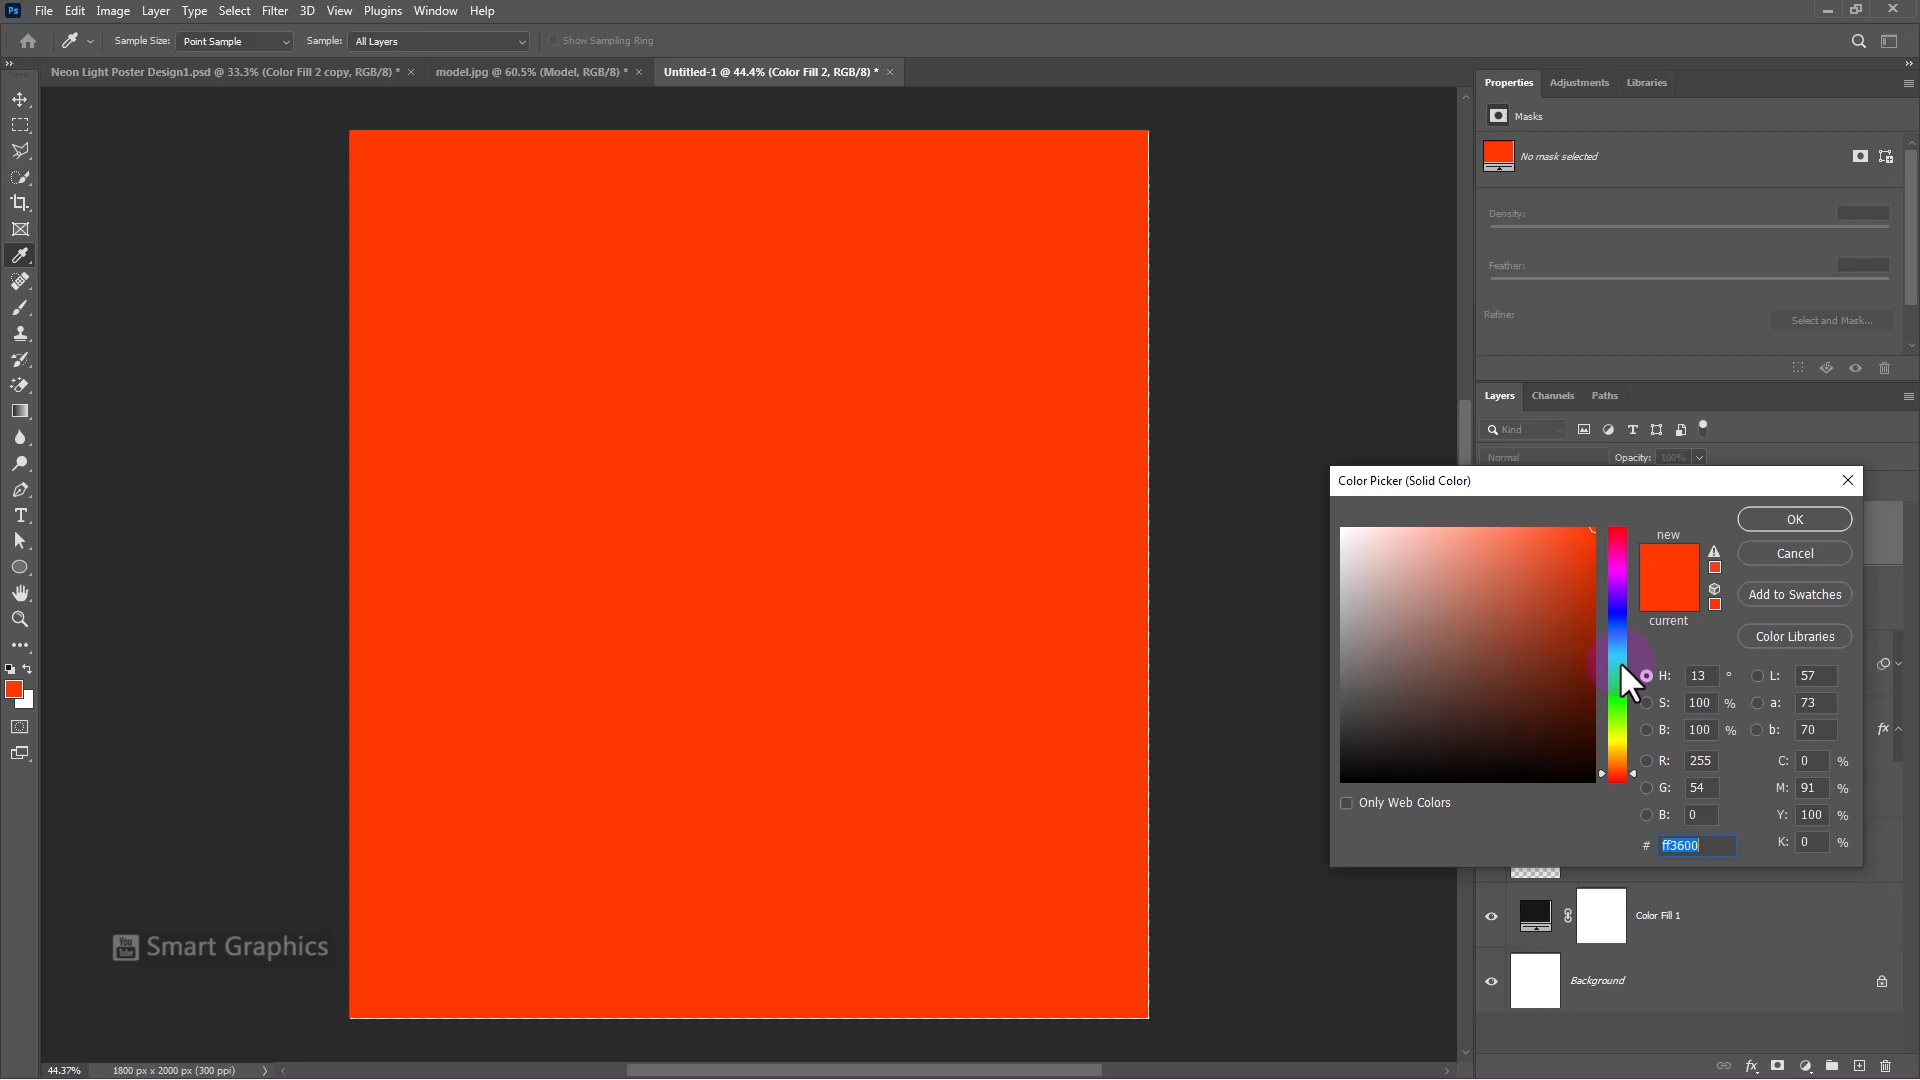 Ps File Edit Image Layer Type Select Filter 3D View Plugins Window Help
Sample Size: Point Sample Sample: All Layers Show Sampling Ring
Neon Light Poster Design1.psd @ 33.3% (Color Fill 2 copy, RGB/8) * model.jpg @ 60.5% (Model, RGB/8) * Untitled-1 @ 44.4% (Color Fill 2, RGB/8) *
Properties Adjustments Libraries
Masks
No mask selected
Density:
Feather:
Refine:
Select and Mask...
Layers Channels Paths
Kind
Normal Opacity: 100%
Color Picker (Solid Color)
OK
new
Cancel
Add to Swatches
current
Color Libraries
H: 13 ° L: 57
S: 100 % a: 73
B: 100 % b: 70
R: 255 C: 0 %
G: 54 M: 91 %
B: 0 Y: 100 %
# ff3600 K: 0 %
Only Web Colors
fx
Color Fill 1
Background
You Tube Smart Graphics
44.37% 1800 px x 2000 px (300 ppi)
fx